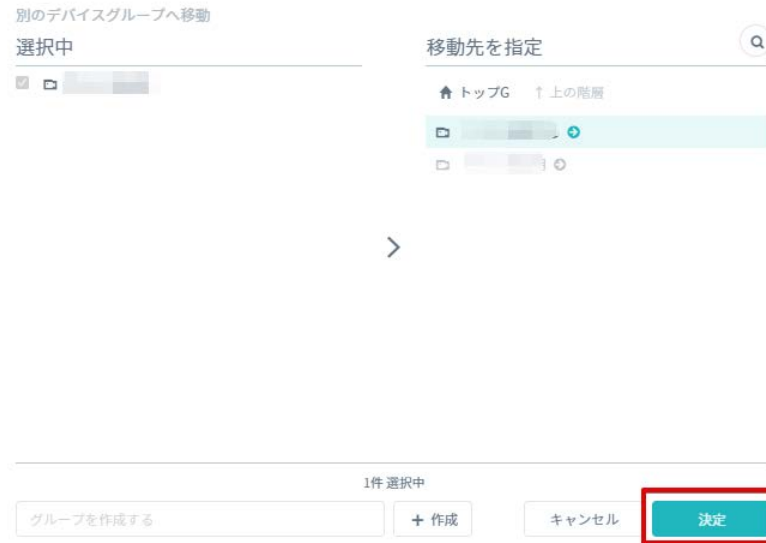 別のデバイスグループへ移動
選択中
移動先を指定
トップG ↑ 上の階層
1件 選択中
グループを作成する
+ 作成
キャンセル
決定